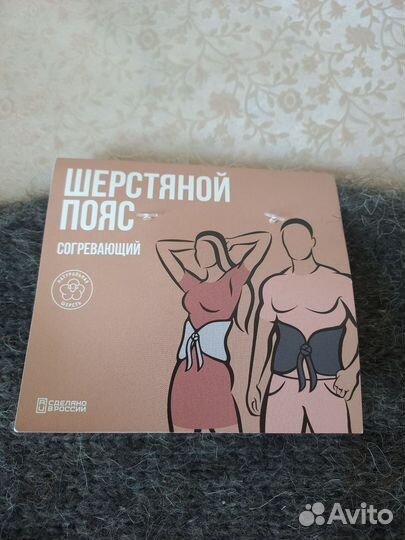 ШЕРСТЯНОЙ
ПОЯС
СОГРЕВАЮЩИЙ
НАТУРАЛЬНАЯ
ШЕРСТЬ
СДЕЛАНО
В РОССИИ
Avito